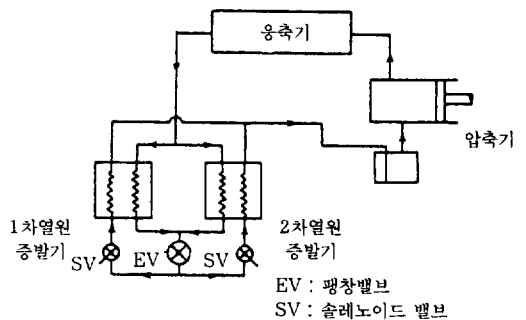 응축기
압축기
1차열원
증발기
2차열원
증발기
SV
EV
SV
EV : 팽창밸브
SV : 솔레노이드 밸브